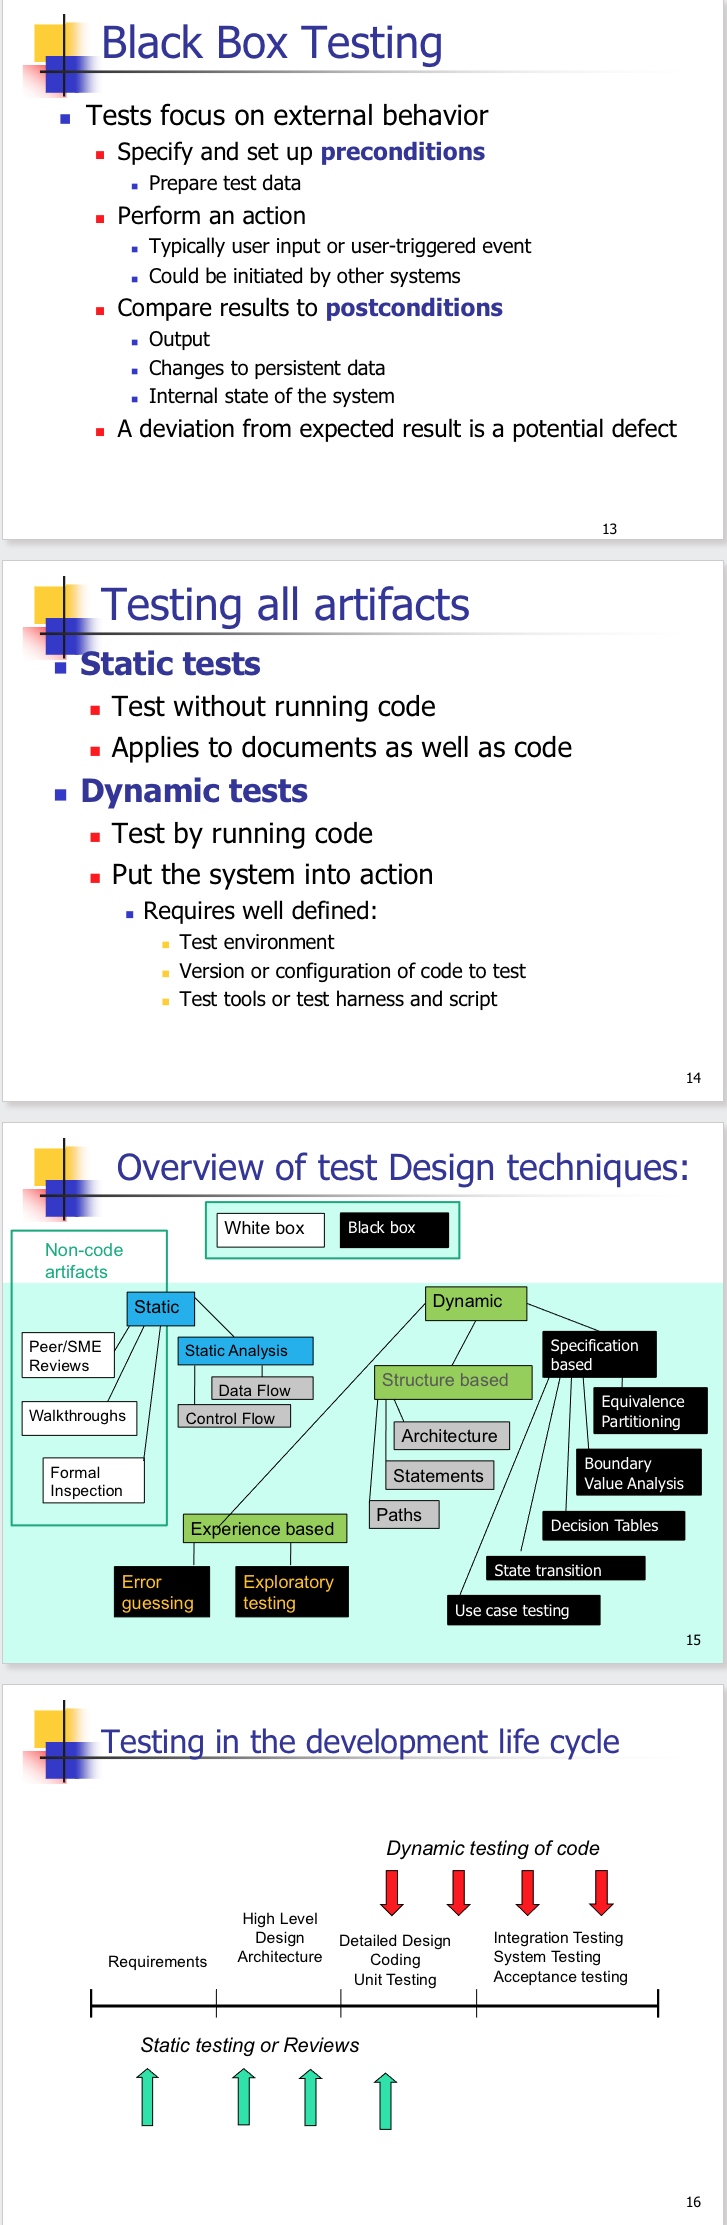 Black Box Testing
Tests focus on external behavior
Specify and set up preconditions
Prepare test data
Perform an action
Typically user input or user-triggered event
Could be initiated by other systems
Compare results to postconditions
Output
Changes to persistent data
Internal state of the system
A deviation from expected result is a potential defect
13
Testing all artifacts
Static tests
Test without running code
Applies to documents as well as code
Dynamic tests
Test by running code
Put the system into action
Requires well defined:
Test environment
Version or configuration of code to test
Test tools or test harness and script
14
Overview of test Design techniques:
White box
Black box
Non-code
artifacts
Static
Peer/SME
Reviews
Walkthroughs
Formal
Inspection
Static Analysis
Data Flow
Control Flow
Dynamic
Structure based
Architecture
Statements
Paths
Experience based
Error
guessing
Exploratory
testing
Specification
based
Equivalence
Partitioning
Boundary
Value Analysis
Decision Tables
State transition
Use case testing
15
Testing in the development life cycle
Dynamic testing of code
Requirements
High Level
Design
Architecture
Detailed Design
Coding
Unit Testing
Integration Testing
System Testing
Acceptance testing
Static testing or Reviews
16